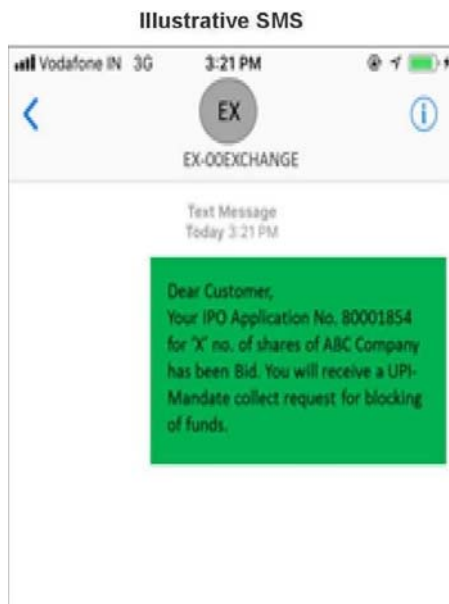 Illustrative SMS
Vodafone IN 3G 3:21 PM
EX
EX-00EXCHANGE
Text Message
Today 3:21 PM
Dear Customer,
Your IPO Application No. 80001854
for 'X' no. of shares of ABC Company
has been Bid. You will receive a UPI-
Mandate collect request for blocking
of funds.